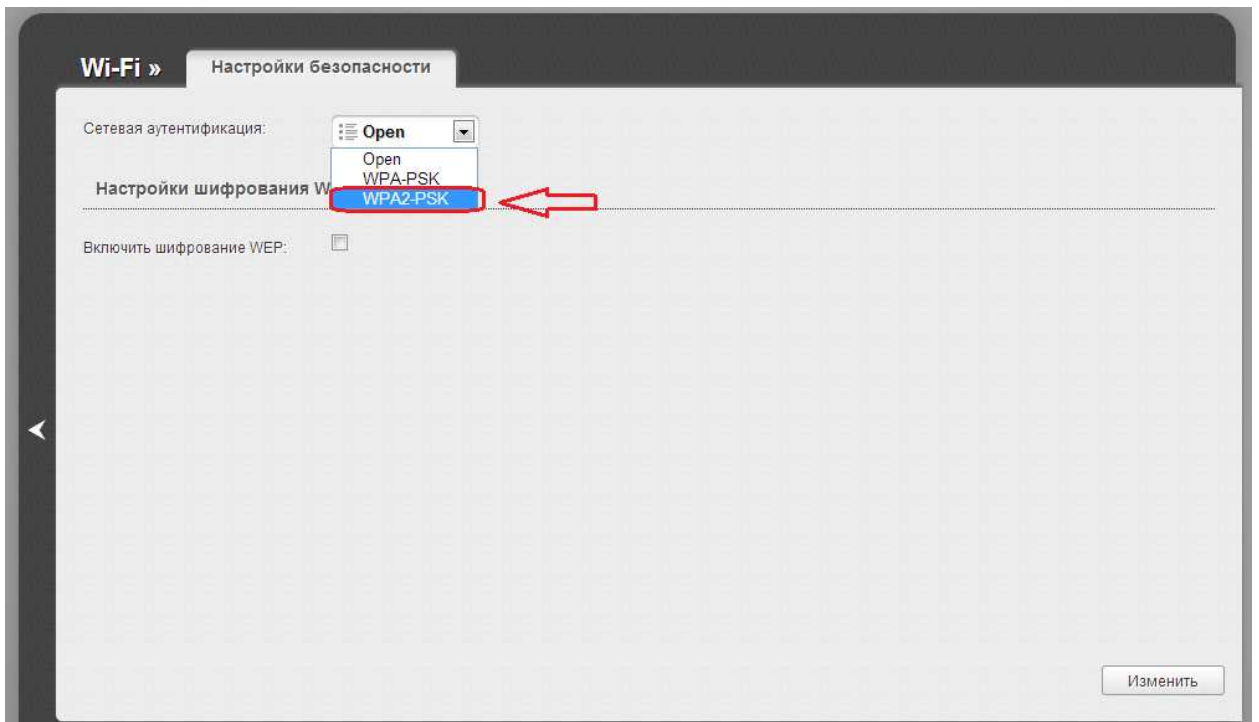 Wi-Fi »
Настройки безопасности
Сетевая аутентификация:
Open
Open
WPA-PSK
WPA2-PSK
Настройки шифрования W
Включить шифрование WEP:
Изменить